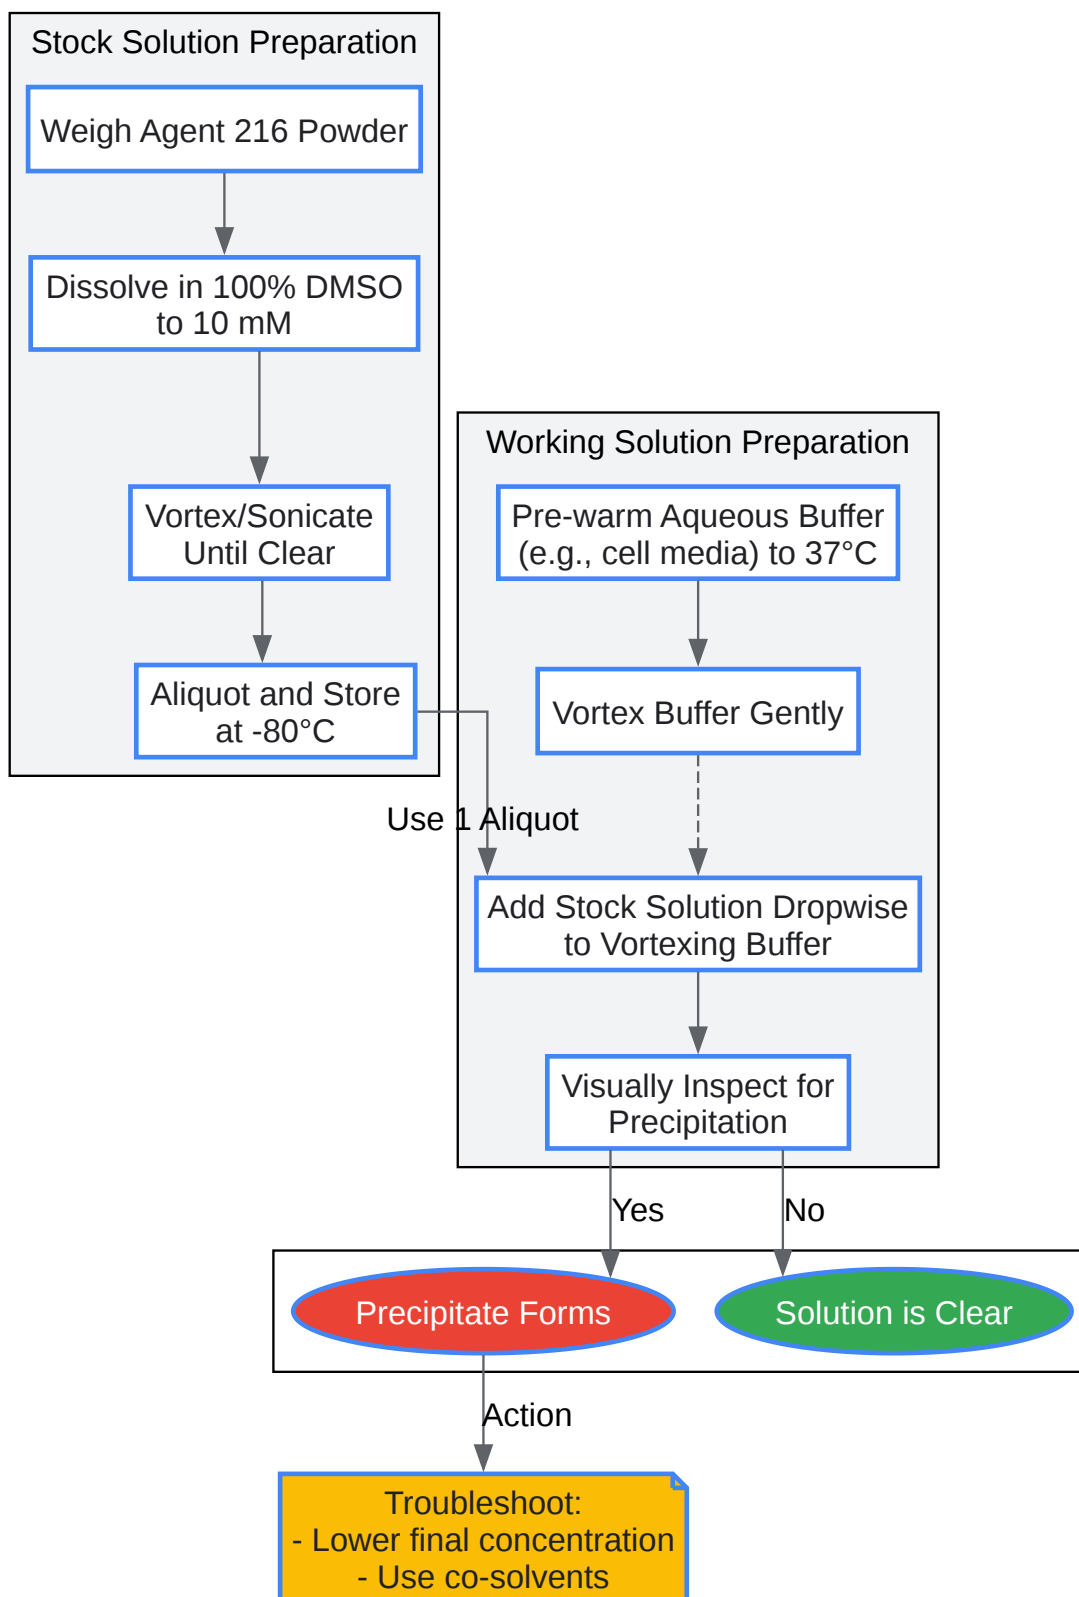 Stock Solution Preparation
Weigh Agent 216 Powder
Dissolve in 100% DMSO
to 10 mM
Vortex/Sonicate
Until Clear
Aliquot and Store
at -80°C
Use 1 Aliquot
Working Solution Preparation
Pre-warm Aqueous Buffer
(e.g., cell media) to 37°C
Vortex Buffer Gently
Add Stock Solution Dropwise
to Vortexing Buffer
Visually Inspect for
Precipitation
Yes
No
Precipitate Forms
Solution is Clear
Action
Troubleshoot:
- Lower final concentration
- Use co-solvents